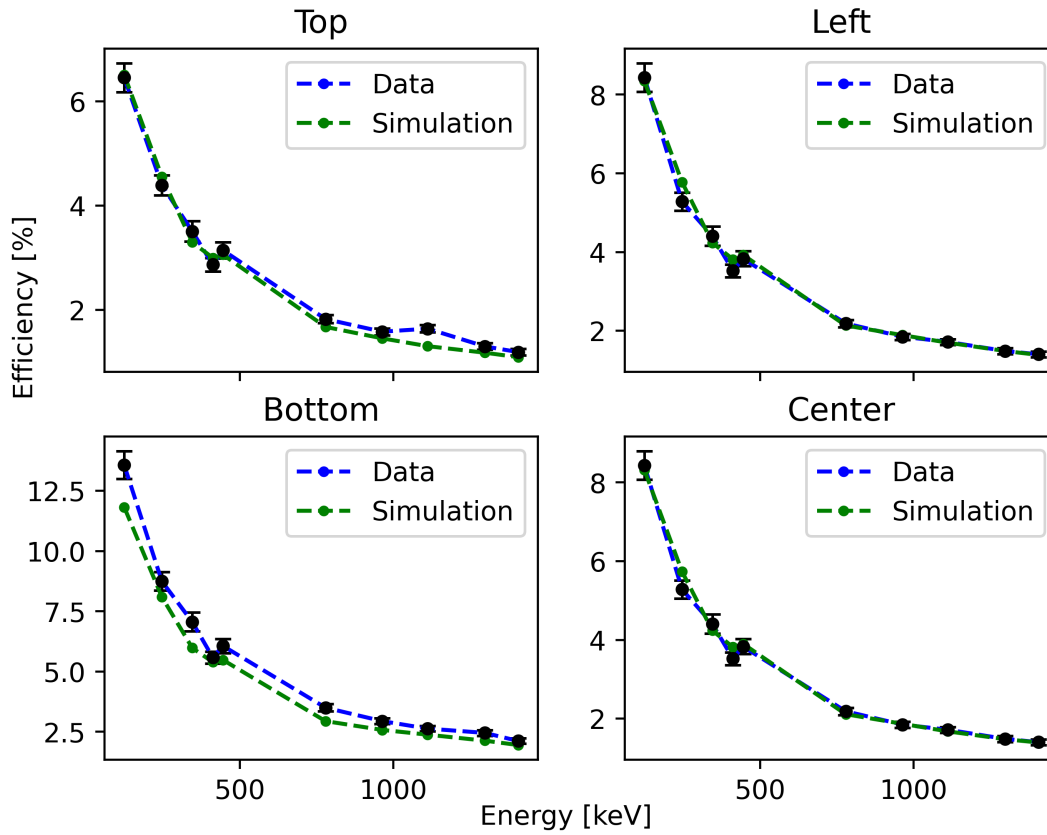 Top
Left
Data
Simulation
Data
Simulation
6
4
2
8
6
4
2
Efficiency [%]
Bottom
Center
Data
Simulation
Data
Simulation
12.5
10.0
7.5
5.0
2.5
8
6
4
2
500
1000
500
1000
Energy [keV]